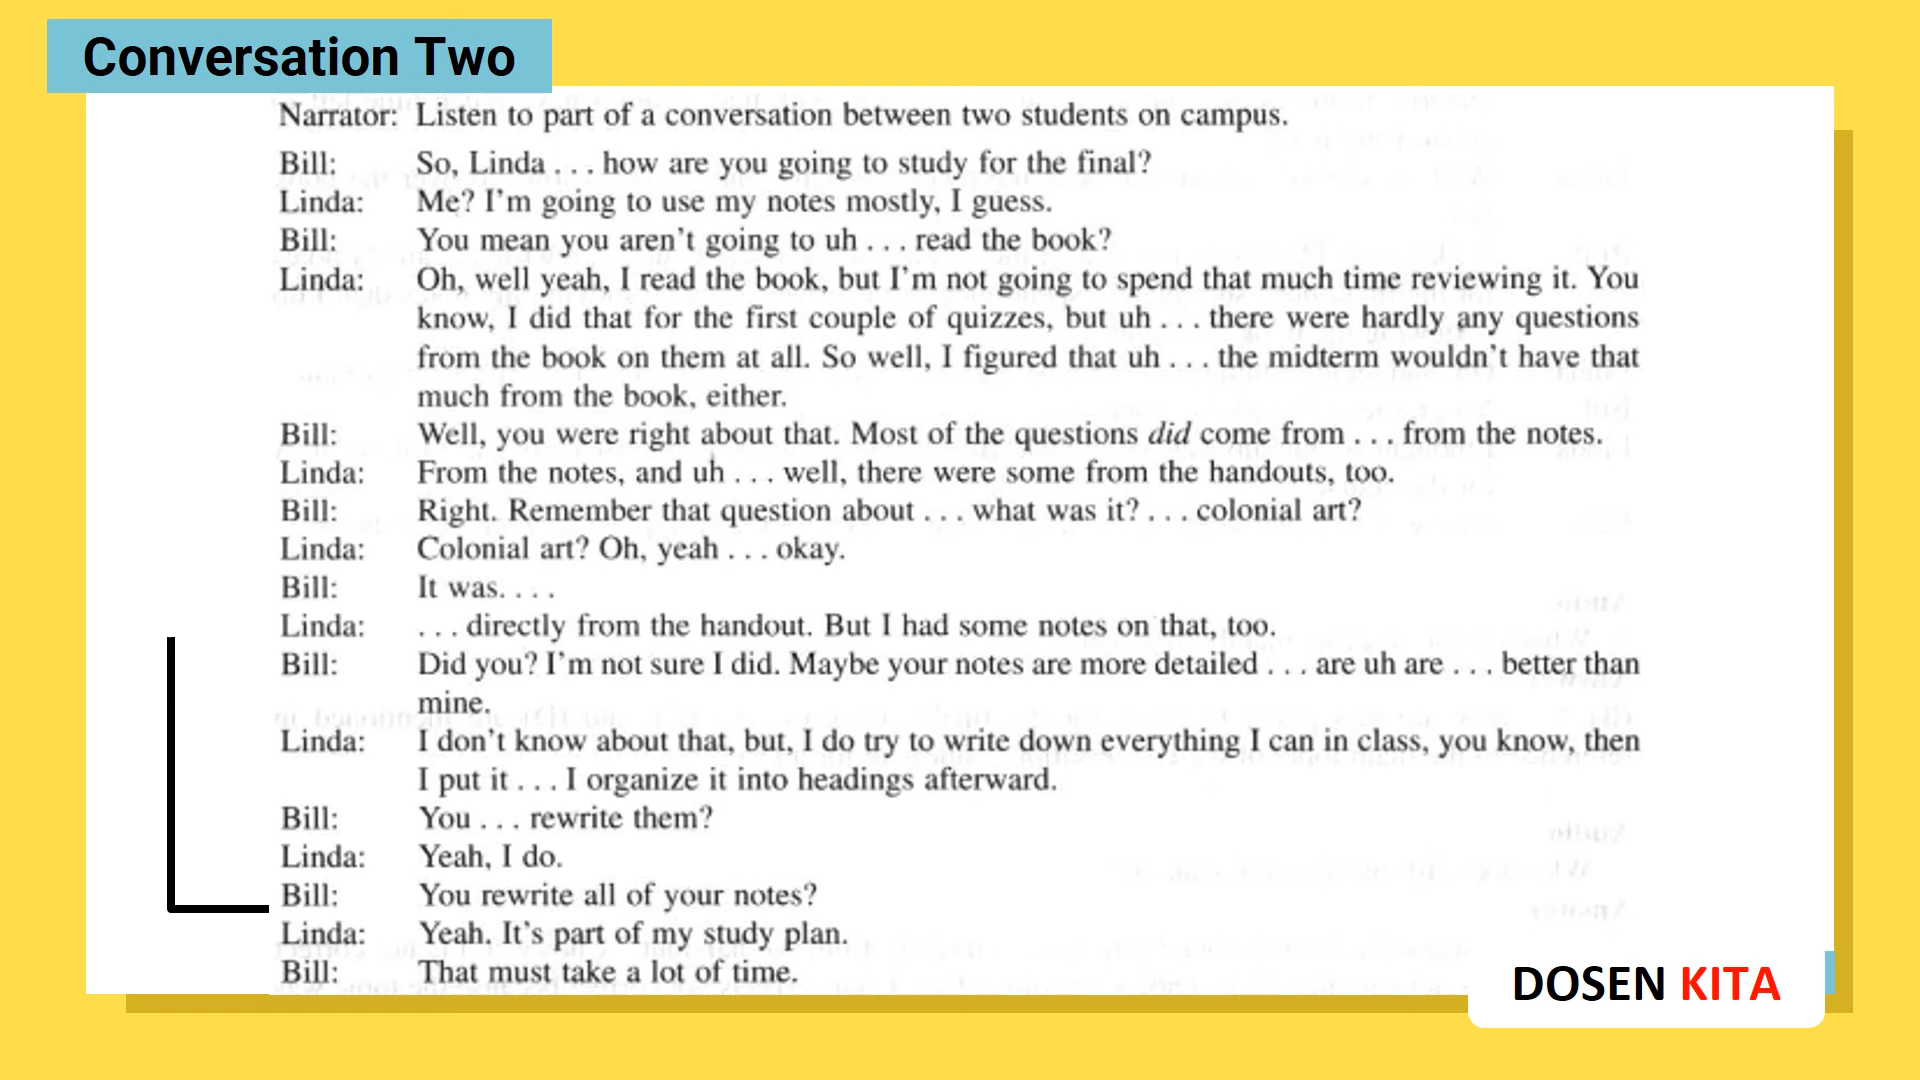 Conversation Two
Narrator: Listen to part of a conversation between two students on campus.
Bill: So, Linda . . . how are you going to study for the final?
Linda: Me? I'm going to use my notes mostly, I guess.
Bill: You mean you aren't going to uh . . . read the book?
Linda: Oh, well yeah, I read the book, but I'm not going to spend that much time reviewing it. You
know, I did that for the first couple of quizzes, but uh . . . there were hardly any questions
from the book on them at all. So well, I figured that uh . . . the midterm wouldn't have that
much from the book, either.
Bill: Well, you were right about that. Most of the questions did come from . . . from the notes.
Linda: From the notes, and uh . . . well, there were some from the handouts, too.
Bill: Right. Remember that question about . . . what was it? . . . colonial art?
Linda: Colonial art? Oh, yeah . . . okay.
Bill: It was. . . .
Linda: . . . directly from the handout. But I had some notes on that, too.
Bill: Did you? I'm not sure I did. Maybe your notes are more detailed . . . are uh are . . . better than
mine.
Linda: I don't know about that, but, I do try to write down everything I can in class, you know, then
I put it . . . I organize it into headings afterward.
Bill: You . . . rewrite them?
Linda: Yeah, I do.
Bill: You rewrite all of your notes?
Linda: Yeah. It's part of my study plan.
Bill: That must take a lot of time.
DOSEN KITA